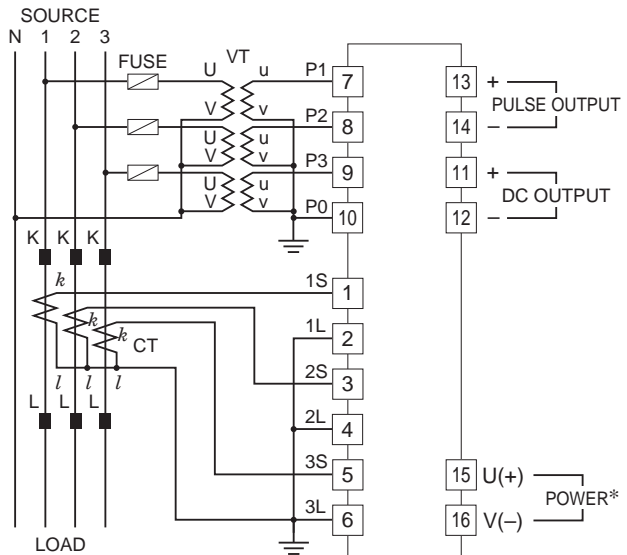 SOURCE
N 1 2 3
FUSE
VT
U u P1 7
V v
P2 8
U u
V v
P3 9
U u
V v
P0 10
13 +
PULSE OUTPUT
14 –
11 +
DC OUTPUT
12 –
K K K
k 1S 1
k
k CT
1L 2
l l l
2S 3
L L L
2L 4
3S 5
3L 6
15 U(+)
POWER*
16 V(–)
LOAD